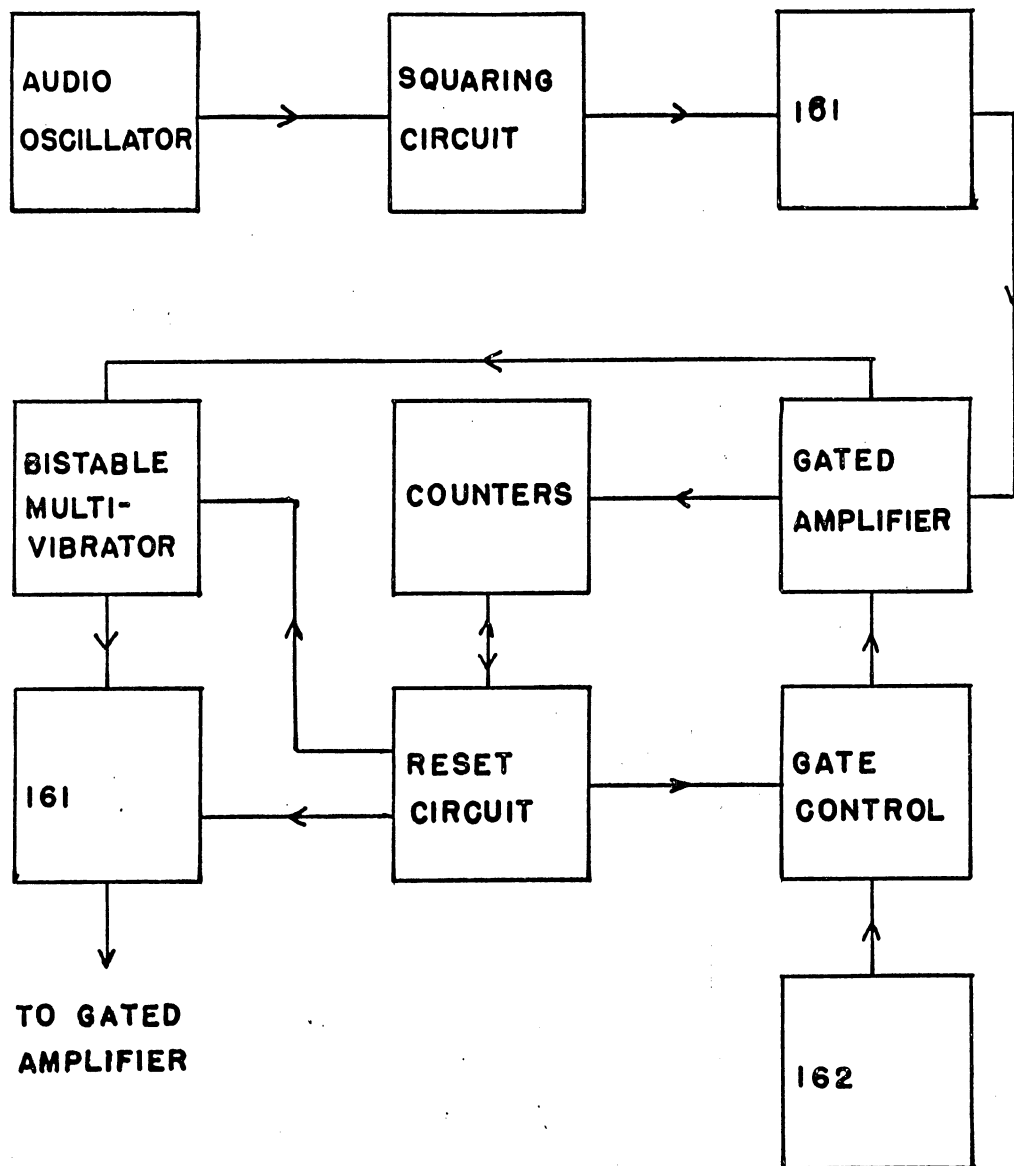 AUDIO
OSCILLATOR
SQUARING
CIRCUIT
161
BISTABLE
MULTI-
VIBRATOR
COUNTERS
GATED
AMPLIFIER
161
RESET
CIRCUIT
GATE
CONTROL
TO GATED
AMPLIFIER
162